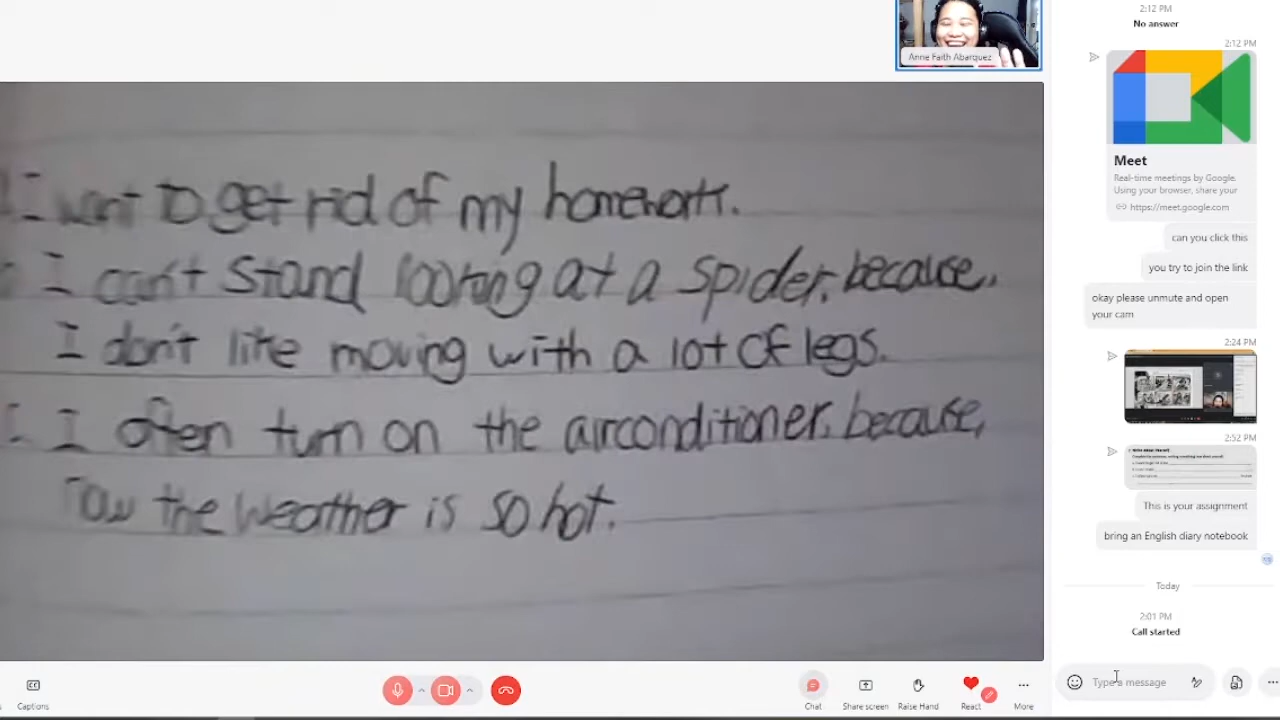 2:12 PM
No answer
2:12 PM
Anne Faith Abarquez
Meet
Real-time meetings by Google.
Using your browser, share your
https://meet.google.com
can you click this
you try to join the link
okay please unmute and open
your cam
2:24 PM
2:52 PM
This is your assignment
bring an English diary notebook
Today
2:01 PM
Call started
Type a message
I want to get rid of my homework.
I can't stand looking at a spider. because,
I don't like moving with a lot of legs.
I often turn on the airconditioner. because,
now the weather is so hot.
Captions
Chat
Share screen
Raise Hand
React
More